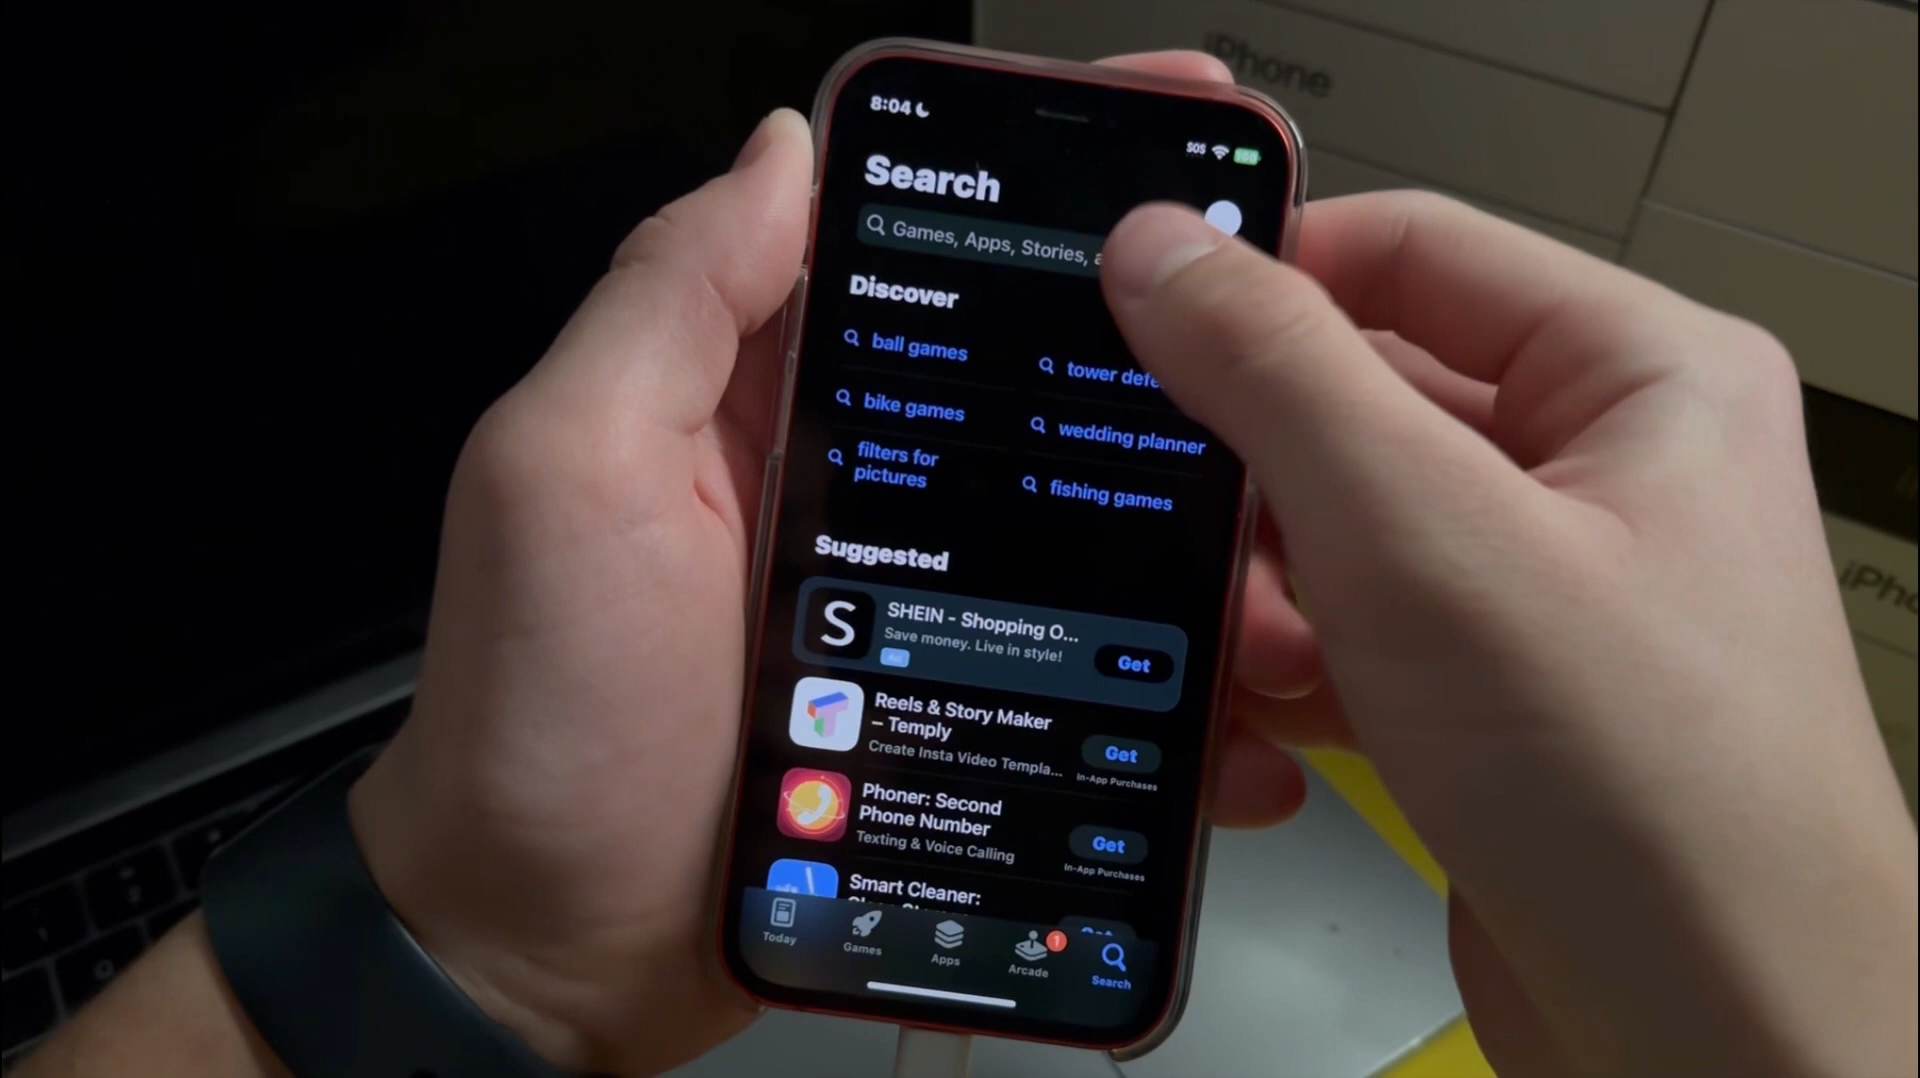 iPhone
8:04
SOS
Search
Games, Apps, Stories,
Discover
ball games
tower
bike games
wedding planner
filters for
pictures
fishing games
Suggested
S
SHEIN - Shopping O...
Save money. Live in style!
Ad
Get
Reels & Story Maker
– Temply
Create Insta Video Templa...
Get
In-App Purchases
Phoner: Second
Phone Number
Texting & Voice Calling
Get
In-App Purchases
Smart Cleaner:
Today
Games
Apps
Arcade
1
Search